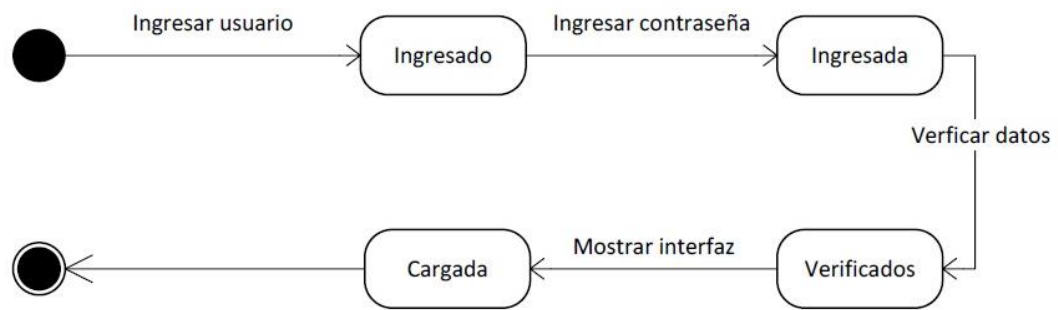 Ingresar usuario
Ingresar contraseña
Ingresado
Ingresada
Verficar datos
Mostrar interfaz
Cargada
Verificados